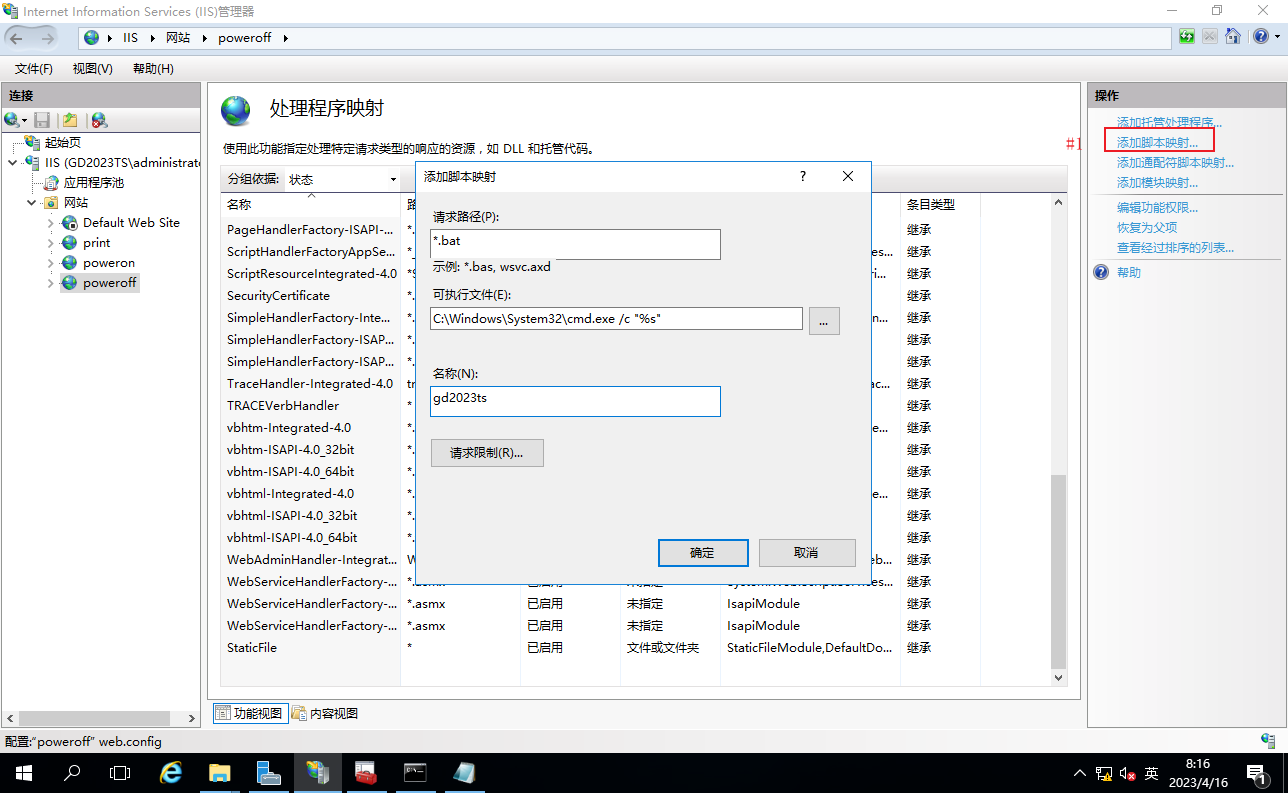 Internet Information Services (IIS)管理器
IIS
网站
poweroff
文件(F)
视图(V)
帮助(H)
连接
起始页
IIS (GD2023TS\administrato
应用程序池
网站
Default Web Site
print
poweron
poweroff
处理程序映射
使用此功能指定处理特定请求类型的响应的资源，如 DLL 和托管代码。
#1
分组依据:
状态
名称
条目类型
PageHandlerFactory-ISAPI-...
继承
ScriptHandlerFactoryAppSe...
继承
ScriptResourceIntegrated-4.0
继承
SecurityCertificate
继承
SimpleHandlerFactory-Inte...
继承
SimpleHandlerFactory-ISAP...
继承
SimpleHandlerFactory-ISAP...
继承
TraceHandler-Integrated-4.0
继承
TRACEVerbHandler
*
继承
vbhtm-Integrated-4.0
继承
vbhtm-ISAPI-4.0_32bit
继承
vbhtm-ISAPI-4.0_64bit
继承
vbhtml-Integrated-4.0
继承
vbhtml-ISAPI-4.0_32bit
继承
vbhtml-ISAPI-4.0_64bit
继承
WebAdminHandler-Integrat...
继承
WebServiceHandlerFactory-...
继承
WebServiceHandlerFactory-... *.asmx 已启用 未指定 IsapiModule 继承
WebServiceHandlerFactory-... *.asmx 已启用 未指定 IsapiModule 继承
StaticFile * 已启用 文件或文件夹 StaticFileModule,DefaultDo... 继承
添加脚本映射
?
请求路径(P):
*.bat
示例: *.bas, wsvc.axd
可执行文件(E):
C:\Windows\System32\cmd.exe /c "%s"
...
名称(N):
gd2023ts
请求限制(R)...
确定
取消
操作
添加托管处理程序...
添加脚本映射...
添加通配符脚本映射...
添加模块映射...
编辑功能权限...
恢复为父项
查看经过排序的列表...
帮助
功能视图
内容视图
配置:“poweroff” web.config
英
8:16
2023/4/16
1